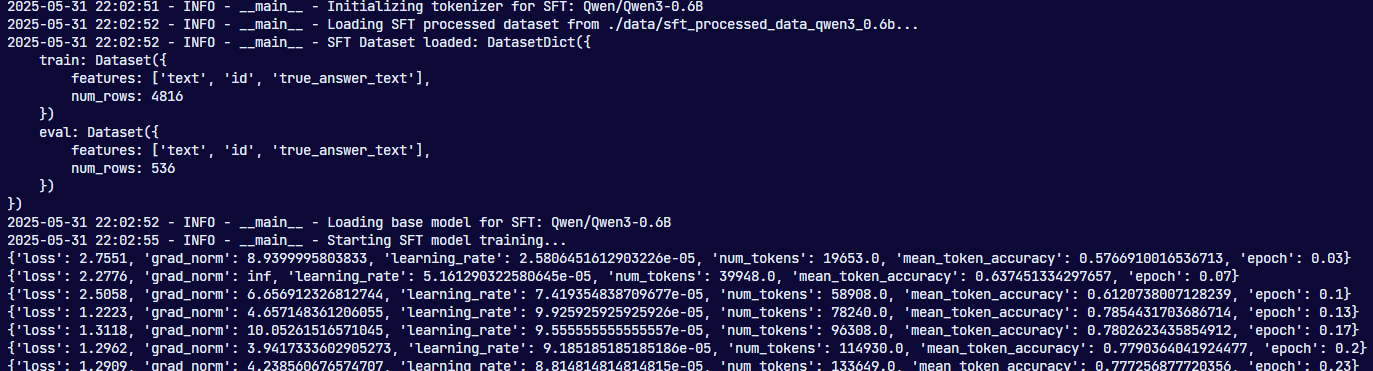 2025-05-31 22:02:51 - INFO - __main__ - Initializing tokenizer for SFT: Qwen/Qwen3-0.6B
2025-05-31 22:02:52 - INFO - __main__ - Loading SFT processed dataset from ./data/sft_processed_data_qwen3_0.6b...
2025-05-31 22:02:52 - INFO - __main__ - SFT Dataset loaded: DatasetDict({
    train: Dataset({
        features: ['text', 'id', 'true_answer_text'],
        num_rows: 4816
    })
    eval: Dataset({
        features: ['text', 'id', 'true_answer_text'],
        num_rows: 536
    })
})
2025-05-31 22:02:52 - INFO - __main__ - Loading base model for SFT: Qwen/Qwen3-0.6B
2025-05-31 22:02:55 - INFO - __main__ - Starting SFT model training...
{'loss': 2.7551, 'grad_norm': 8.9399995803833, 'learning_rate': 2.5806451612903226e-05, 'num_tokens': 19653.0, 'mean_token_accuracy': 0.5766910016536713, 'epoch': 0.03}
{'loss': 2.2776, 'grad_norm': inf, 'learning_rate': 5.161290322580645e-05, 'num_tokens': 39948.0, 'mean_token_accuracy': 0.637451334297657, 'epoch': 0.07}
{'loss': 2.5058, 'grad_norm': 6.656912326812744, 'learning_rate': 7.419354838709677e-05, 'num_tokens': 58908.0, 'mean_token_accuracy': 0.6120738007128239, 'epoch': 0.1}
{'loss': 1.2223, 'grad_norm': 4.657148361206055, 'learning_rate': 9.925925925925926e-05, 'num_tokens': 78240.0, 'mean_token_accuracy': 0.7854431703686714, 'epoch': 0.13}
{'loss': 1.3118, 'grad_norm': 10.05261516571045, 'learning_rate': 9.555555555555557e-05, 'num_tokens': 96308.0, 'mean_token_accuracy': 0.7802623435854912, 'epoch': 0.17}
{'loss': 1.2962, 'grad_norm': 3.9417333602905273, 'learning_rate': 9.185185185185186e-05, 'num_tokens': 114930.0, 'mean_token_accuracy': 0.7790364041924477, 'epoch': 0.2}
{'loss': 1.2909, 'grad_norm': 4.238560676574707, 'learning_rate': 8.814814814814815e-05, 'num_tokens': 133649.0, 'mean_token_accuracy': 0.777256877720356, 'epoch': 0.23}